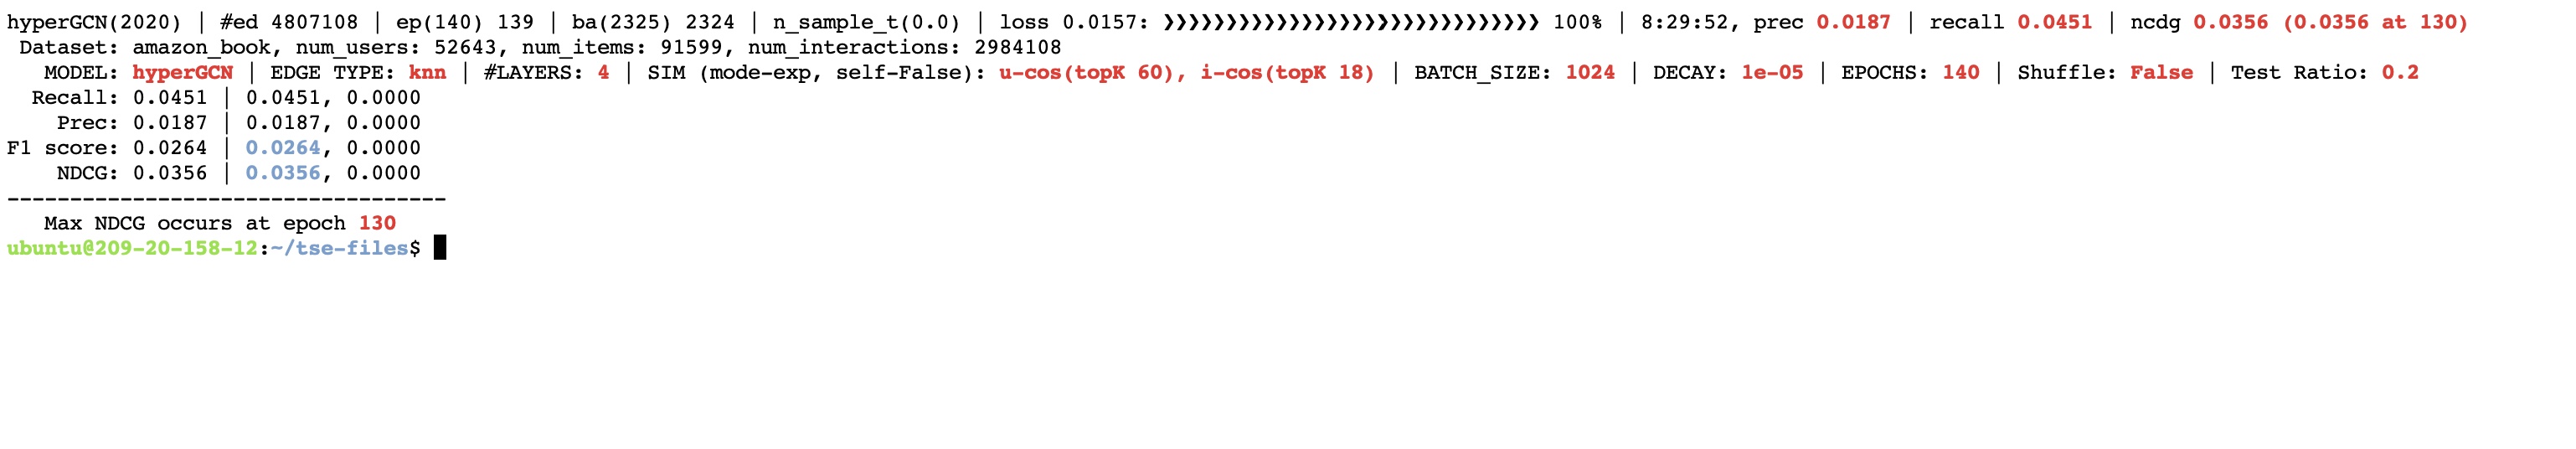 hyperGCN(2020) | #ed 4807108 | ep(140) 139 | ba(2325) 2324 | n_sample_t(0.0) | loss 0.0157: ❯❯❯❯❯❯❯❯❯❯❯❯❯❯❯❯❯❯❯❯❯❯❯❯❯❯❯❯❯❯ 100% | 8:29:52, prec 0.0187 | recall 0.0451 | ncdg 0.0356 (0.0356 at 130)
Dataset: amazon_book, num_users: 52643, num_items: 91599, num_interactions: 2984108
MODEL: hyperGCN | EDGE TYPE: knn | #LAYERS: 4 | SIM (mode-exp, self-False): u-cos(topK 60), i-cos(topK 18) | BATCH_SIZE: 1024 | DECAY: 1e-05 | EPOCHS: 140 | Shuffle: False | Test Ratio: 0.2
Recall: 0.0451 | 0.0451, 0.0000
Prec: 0.0187 | 0.0187, 0.0000
F1 score: 0.0264 | 0.0264, 0.0000
NDCG: 0.0356 | 0.0356, 0.0000
-----------------------------------
Max NDCG occurs at epoch 130
ubuntu@209-20-158-12:~/tse-files$